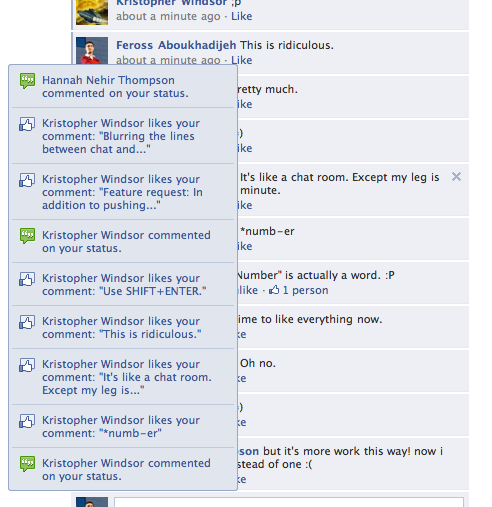 Kristopher Windsor ;p
about a minute ago · Like
Feross Aboukhadijeh This is ridiculous.
about a minute ago · Like
Hannah Nehir Thompson
commented on your status.
Kristopher Windsor likes your
comment: "Blurring the lines
between chat and..."
Kristopher Windsor likes your
comment: "Feature request: In
addition to pushing..."
Kristopher Windsor commented
on your status.
Kristopher Windsor likes your
comment: "Use SHIFT+ENTER."
Kristopher Windsor likes your
comment: "This is ridiculous."
Kristopher Windsor likes your
comment: "It's like a chat room.
Except my leg is..."
Kristopher Windsor likes your
comment: "*numb-er"
Kristopher Windsor commented
on your status.
retty much.
ike
)
ike
It's like a chat room. Except my leg is
minute.
ike
*numb-er
ike
Number" is actually a word. :P
like · 1 person
ime to like everything now.
ke
Oh no.
ke
)
ke
son but it's more work this way! now i
stead of one :(
ke